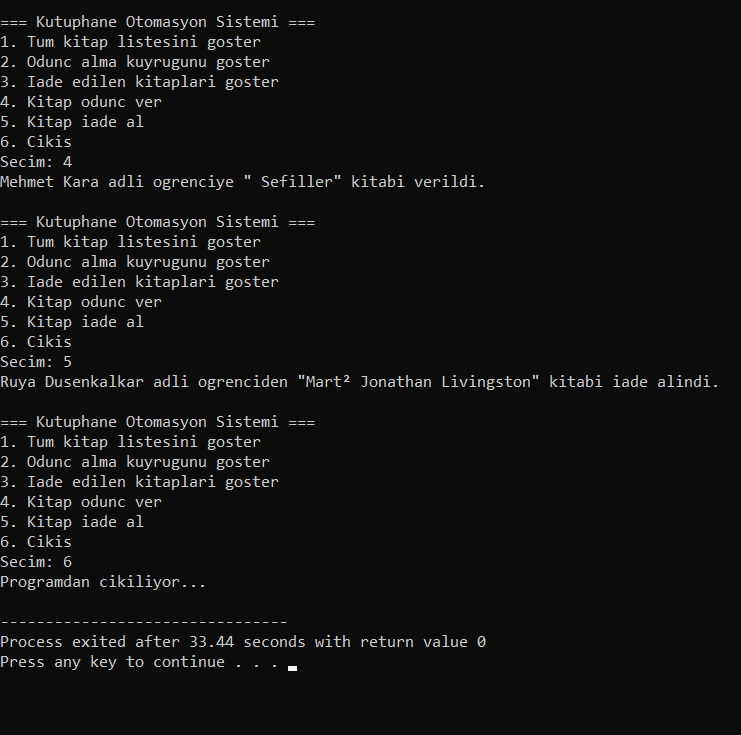 === Kutuphane Otomasyon Sistemi ===
1. Tum kitap listesini goster
2. Odunc alma kuyrugunu goster
3. Iade edilen kitaplari goster
4. Kitap odunc ver
5. Kitap iade al
6. Cikis
Secim: 4
Mehmet Kara adli ogrenciye " Sefiller" kitabi verildi.
=== Kutuphane Otomasyon Sistemi ===
1. Tum kitap listesini goster
2. Odunc alma kuyrugunu goster
3. Iade edilen kitaplari goster
4. Kitap odunc ver
5. Kitap iade al
6. Cikis
Secim: 5
Ruya Dusenkalkar adli ogrenciden "Mart² Jonathan Livingston" kitabi iade alindi.
=== Kutuphane Otomasyon Sistemi ===
1. Tum kitap listesini goster
2. Odunc alma kuyrugunu goster
3. Iade edilen kitaplari goster
4. Kitap odunc ver
5. Kitap iade al
6. Cikis
Secim: 6
Programdan cikiliyor...
--------------------------------
Process exited after 33.44 seconds with return value 0
Press any key to continue . . .